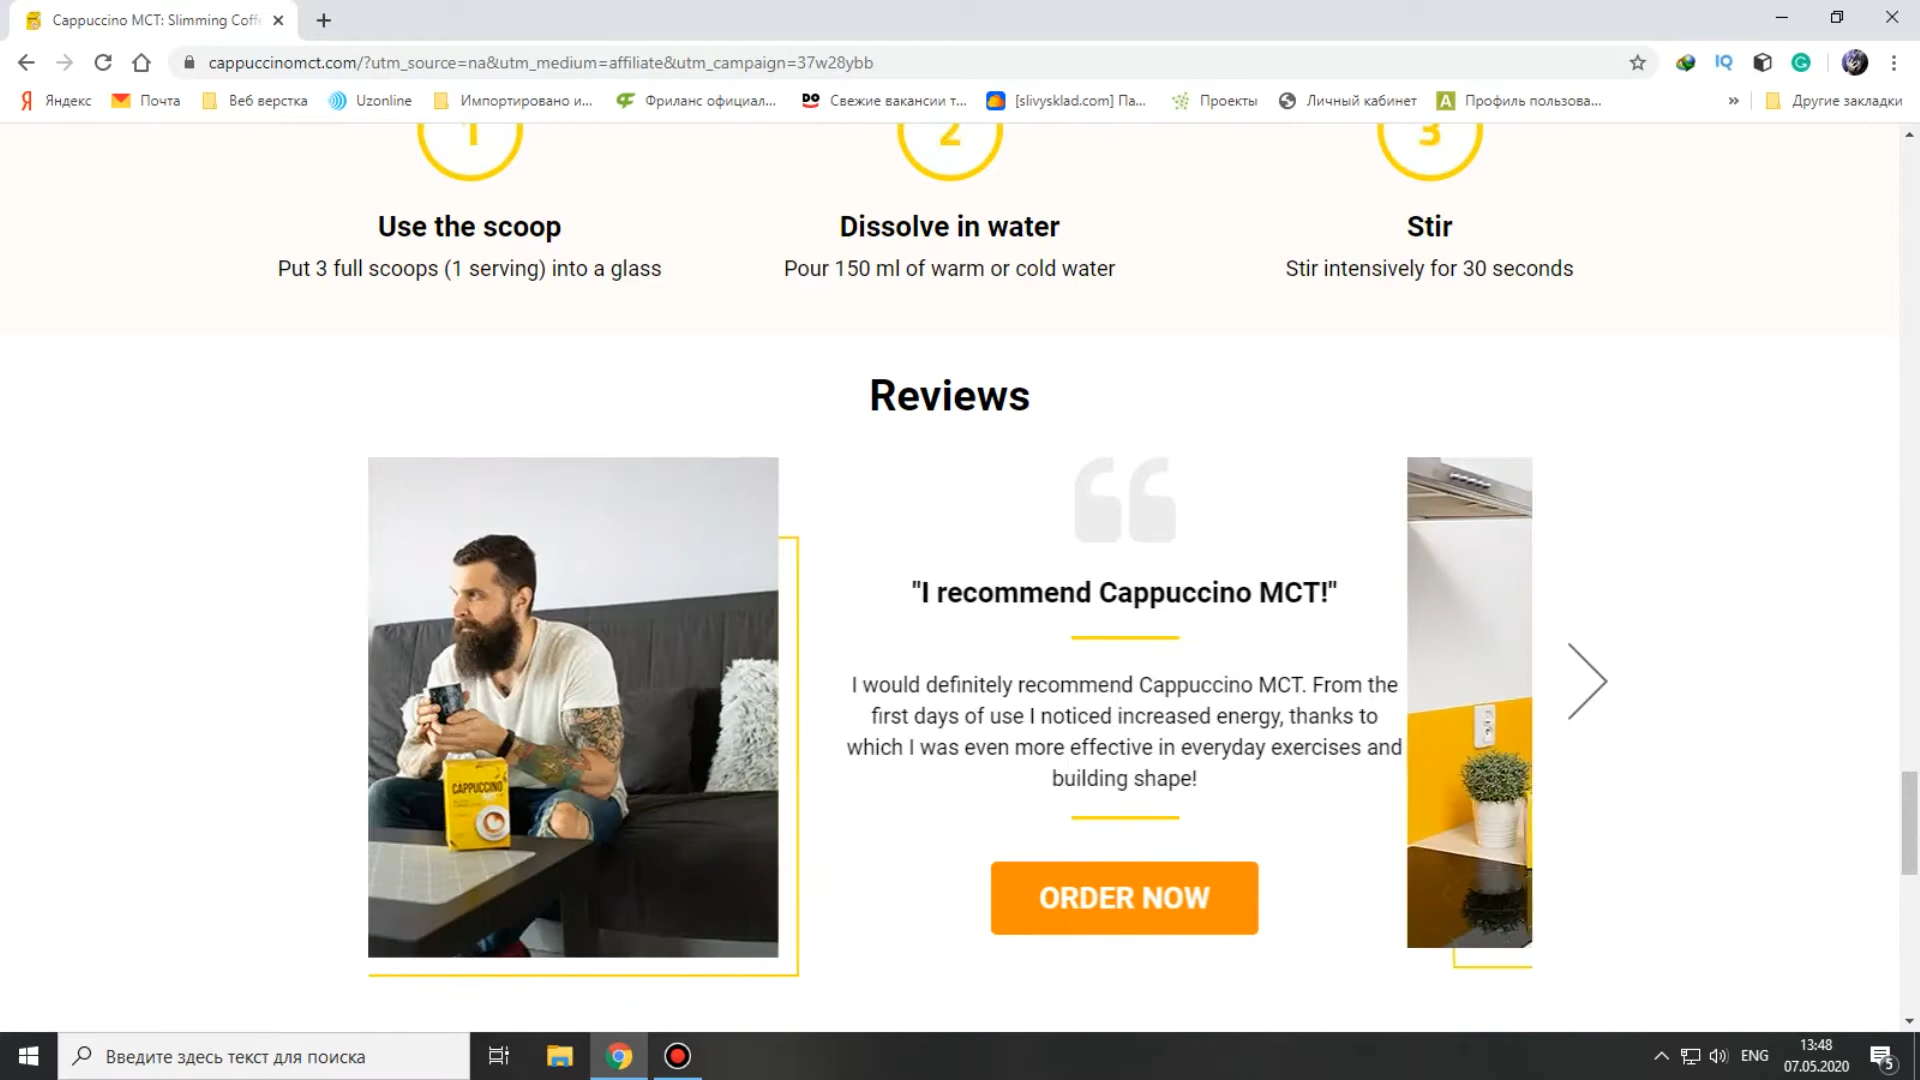 Cappuccino MCT: Slimming Coffe
cappuccinomct.com/?utm_source=na&utm_medium=affiliate&utm_campaign=37w28ybb
IQ
Яндекс
Почта
Веб верстка
Uzonline
Импортировано и...
Фриланс официал...
DO
Свежие вакансии т...
[slivysklad.com] Па...
Проекты
Личный кабинет
A
Профиль пользова...
»
Другие закладки
1
2
3
Use the scoop
Dissolve in water
Stir
Put 3 full scoops (1 serving) into a glass
Pour 150 ml of warm or cold water
Stir intensively for 30 seconds
Reviews
"I recommend Cappuccino MCT!"
I would definitely recommend Cappuccino MCT. From the
first days of use I noticed increased energy, thanks to
which I was even more effective in everyday exercises and
building shape!
CAPPUCCINO
ORDER NOW
Введите здесь текст для поиска
ENG
13:48
07.05.2020
5